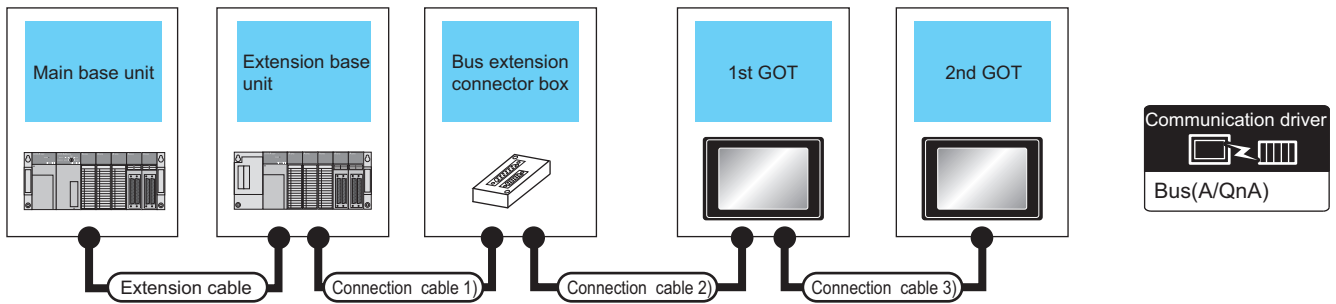 Main base unit
Extension base
unit
Bus extension
connector box
1st GOT
2nd GOT
Communication driver
Bus(A/QnA)
Extension cable
Connection cable 1)
Connection cable 2)
Connection cable 3)